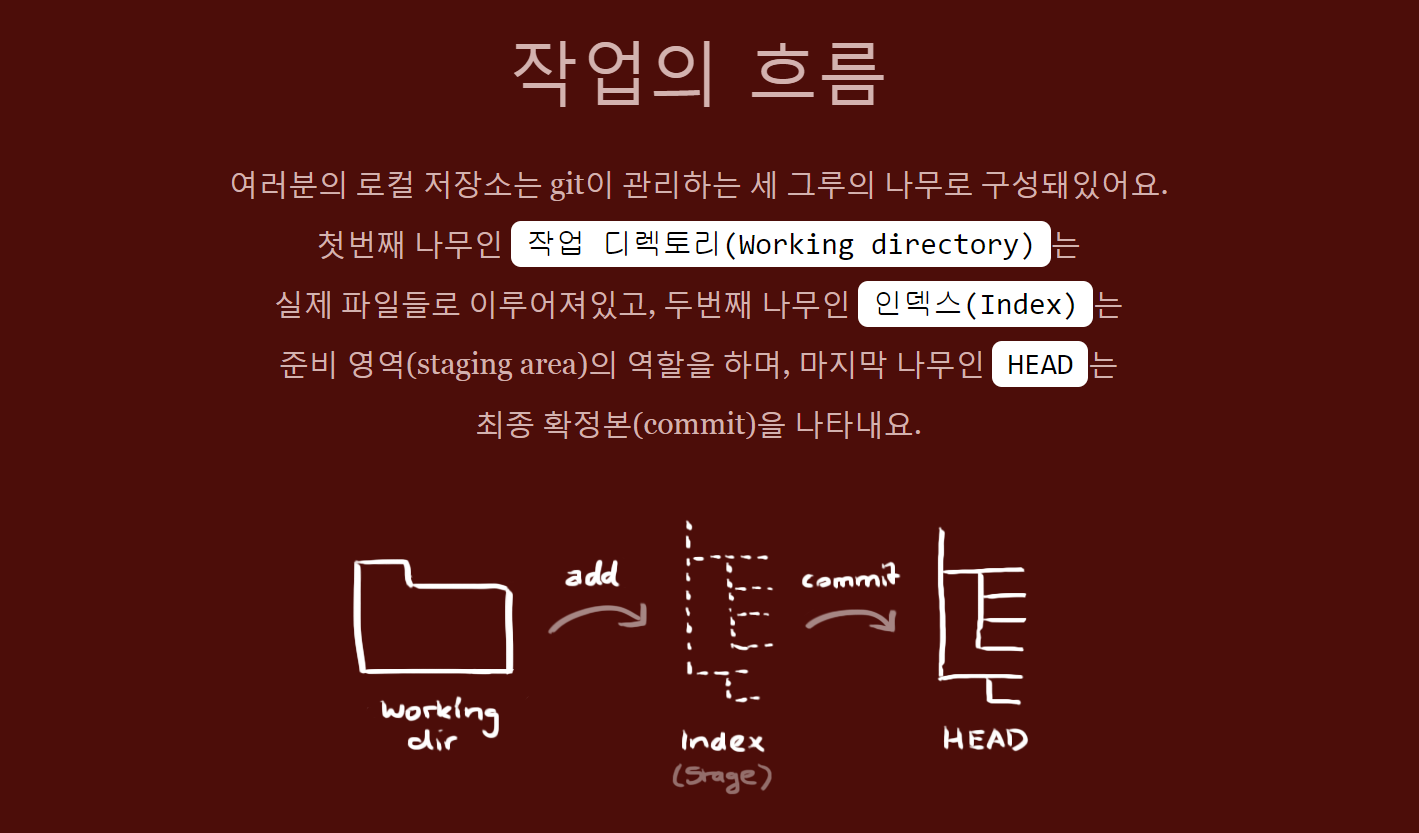 작업의 흐름
여러분의 로컬 저장소는 git이 관리하는 세 그루의 나무로 구성돼있어요.
첫번째 나무인 작업 디렉토리(Working directory)는
실제 파일들로 이루어져있고, 두번째 나무인 인덱스(Index)는
준비 영역(staging area)의 역할을 하며, 마지막 나무인 HEAD는
최종 확정본(commit)을 나타내요.
add
commit
working
dir
Index
(Stage)
HEAD